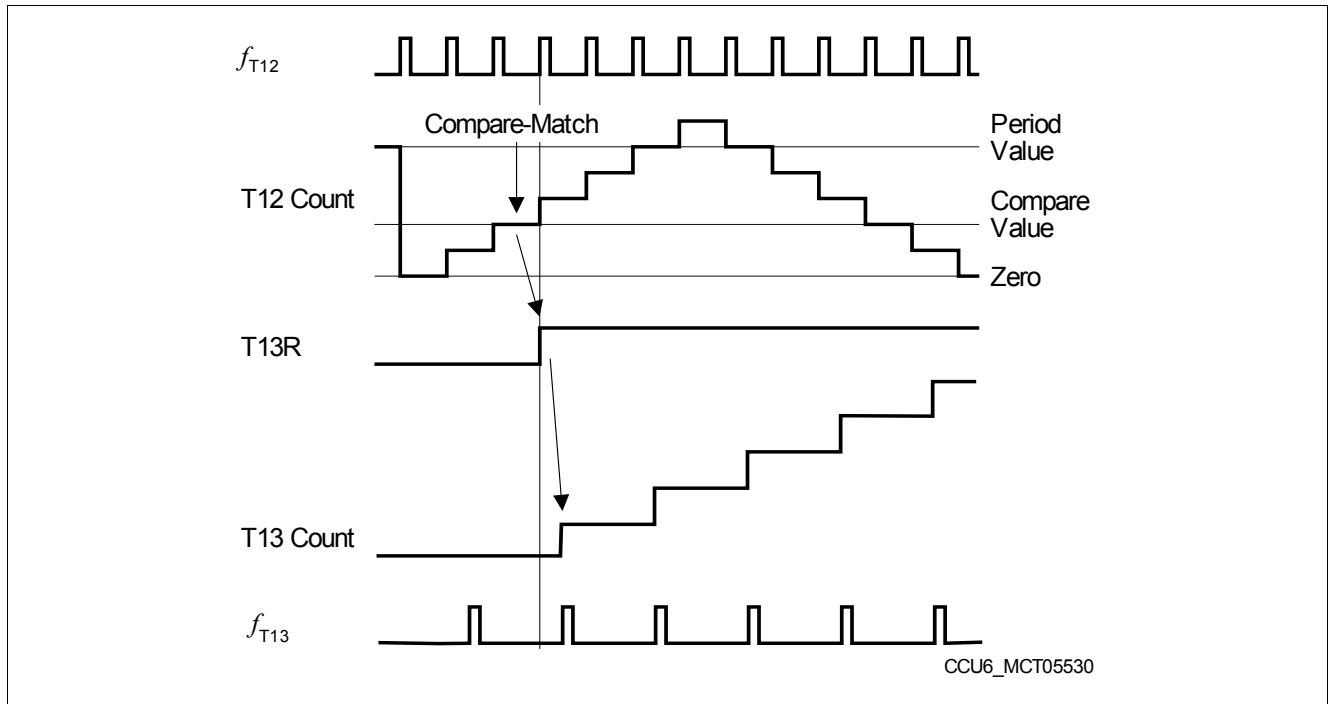 fT12
Compare-Match
Period
Value
T12 Count
Compare
Value
Zero
T13R
T13 Count
fT13
CCU6_MCT05530